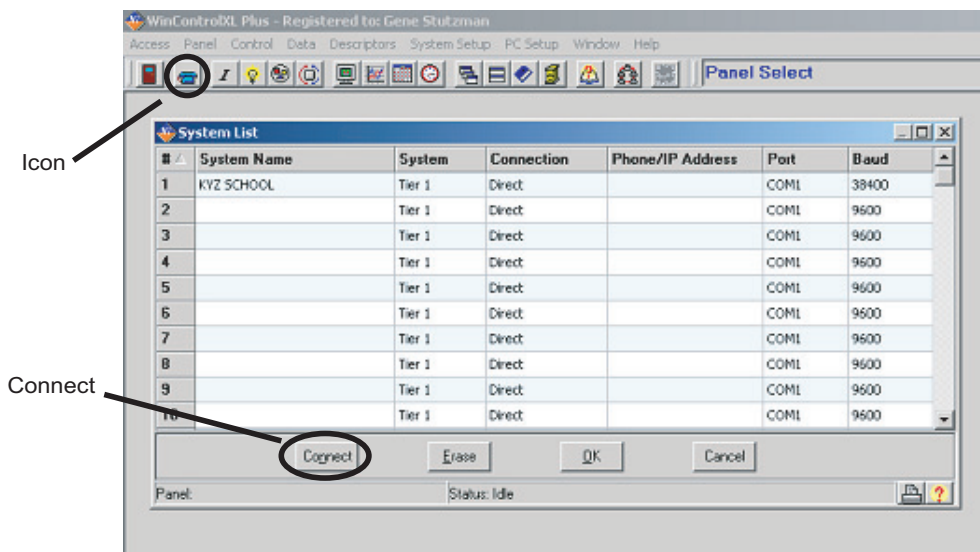 WinControlXL Plus - Registered to: Gene Stutzman
Access Panel Control Data Descriptors System Setup PC Setup Window Help
I Panel Select
Icon
System List
# System Name System Connection Phone/IP Address Port Baud
1 KYZ SCHOOL Tier 1 Direct COM1 38400
2 Tier 1 Direct COM1 9600
3 Tier 1 Direct COM1 9600
4 Tier 1 Direct COM1 9600
5 Tier 1 Direct COM1 9600
6 Tier 1 Direct COM1 9600
7 Tier 1 Direct COM1 9600
8 Tier 1 Direct COM1 9600
9 Tier 1 Direct COM1 9600
10 Tier 1 Direct COM1 9600
Connect
Connect Erase OK Cancel
Panel: Status: Idle ?